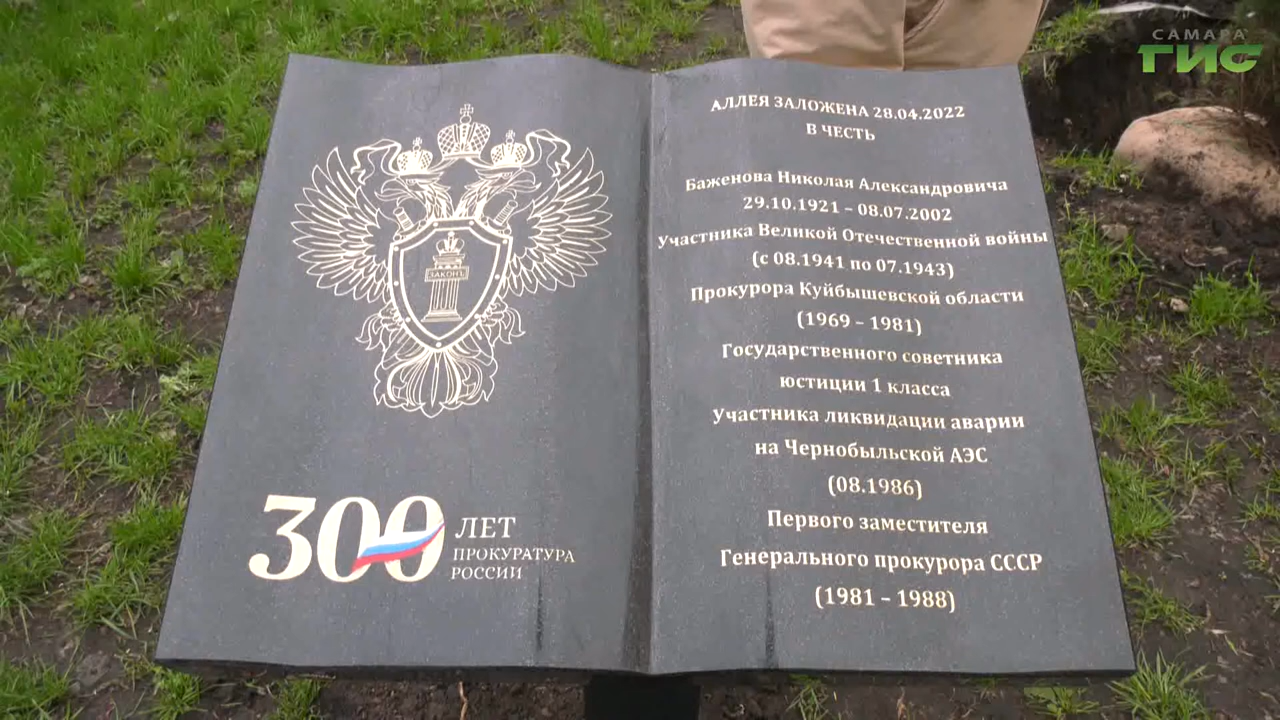 САМАРА
ГИС
ЗАКОНЪ
300 ЛЕТ
ПРОКУРАТУРА
РОССИИ
АЛЛЕЯ ЗАЛОЖЕНА 28.04.2022
В ЧЕСТЬ
Баженова Николая Александровича
29.10.1921 – 08.07.2002
Участника Великой Отечественной войны
(с 08.1941 по 07.1943)
Прокурора Куйбышевской области
(1969 – 1981)
Государственного советника
юстиции 1 класса
Участника ликвидации аварии
на Чернобыльской АЭС
(08.1986)
Первого заместителя
Генерального прокурора СССР
(1981 – 1988)